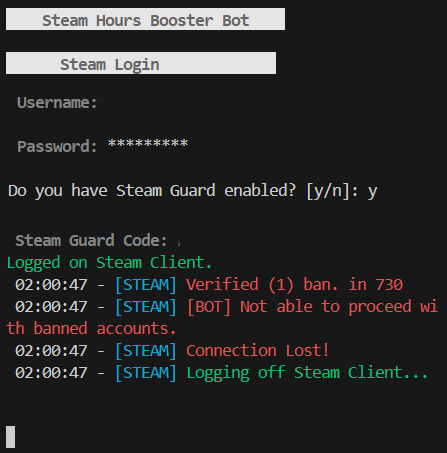 Steam Hours Booster Bot
Steam Login
Username:
Password: *********
Do you have Steam Guard enabled? [y/n]: y
Steam Guard Code:
Logged on Steam Client.
02:00:47 - [STEAM] Verified (1) ban. in 730
02:00:47 - [BOT] Not able to proceed wi
th banned accounts.
02:00:47 - [STEAM] Connection Lost!
02:00:47 - [STEAM] Logging off Steam Client...